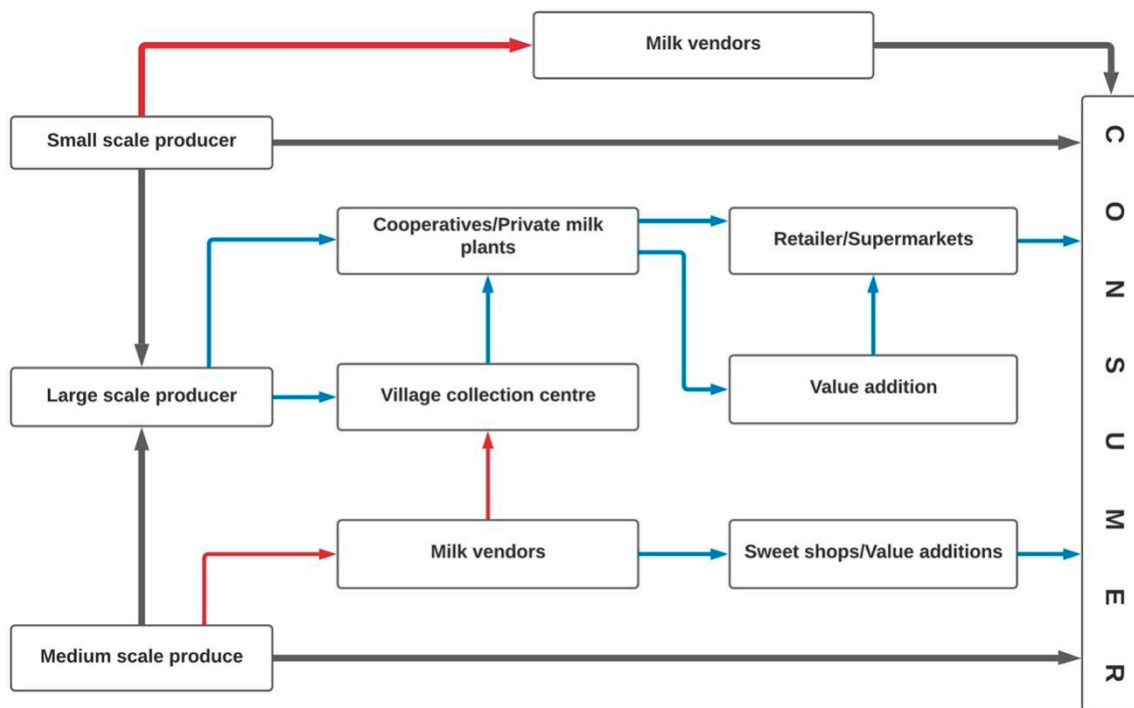 Milk vendors
Small scale producer
Cooperatives/Private milk
plants
Retailer/Supermarkets
Large scale producer
Village collection centre
Value addition
Milk vendors
Sweet shops/Value additions
Medium scale produce
CONSUMER